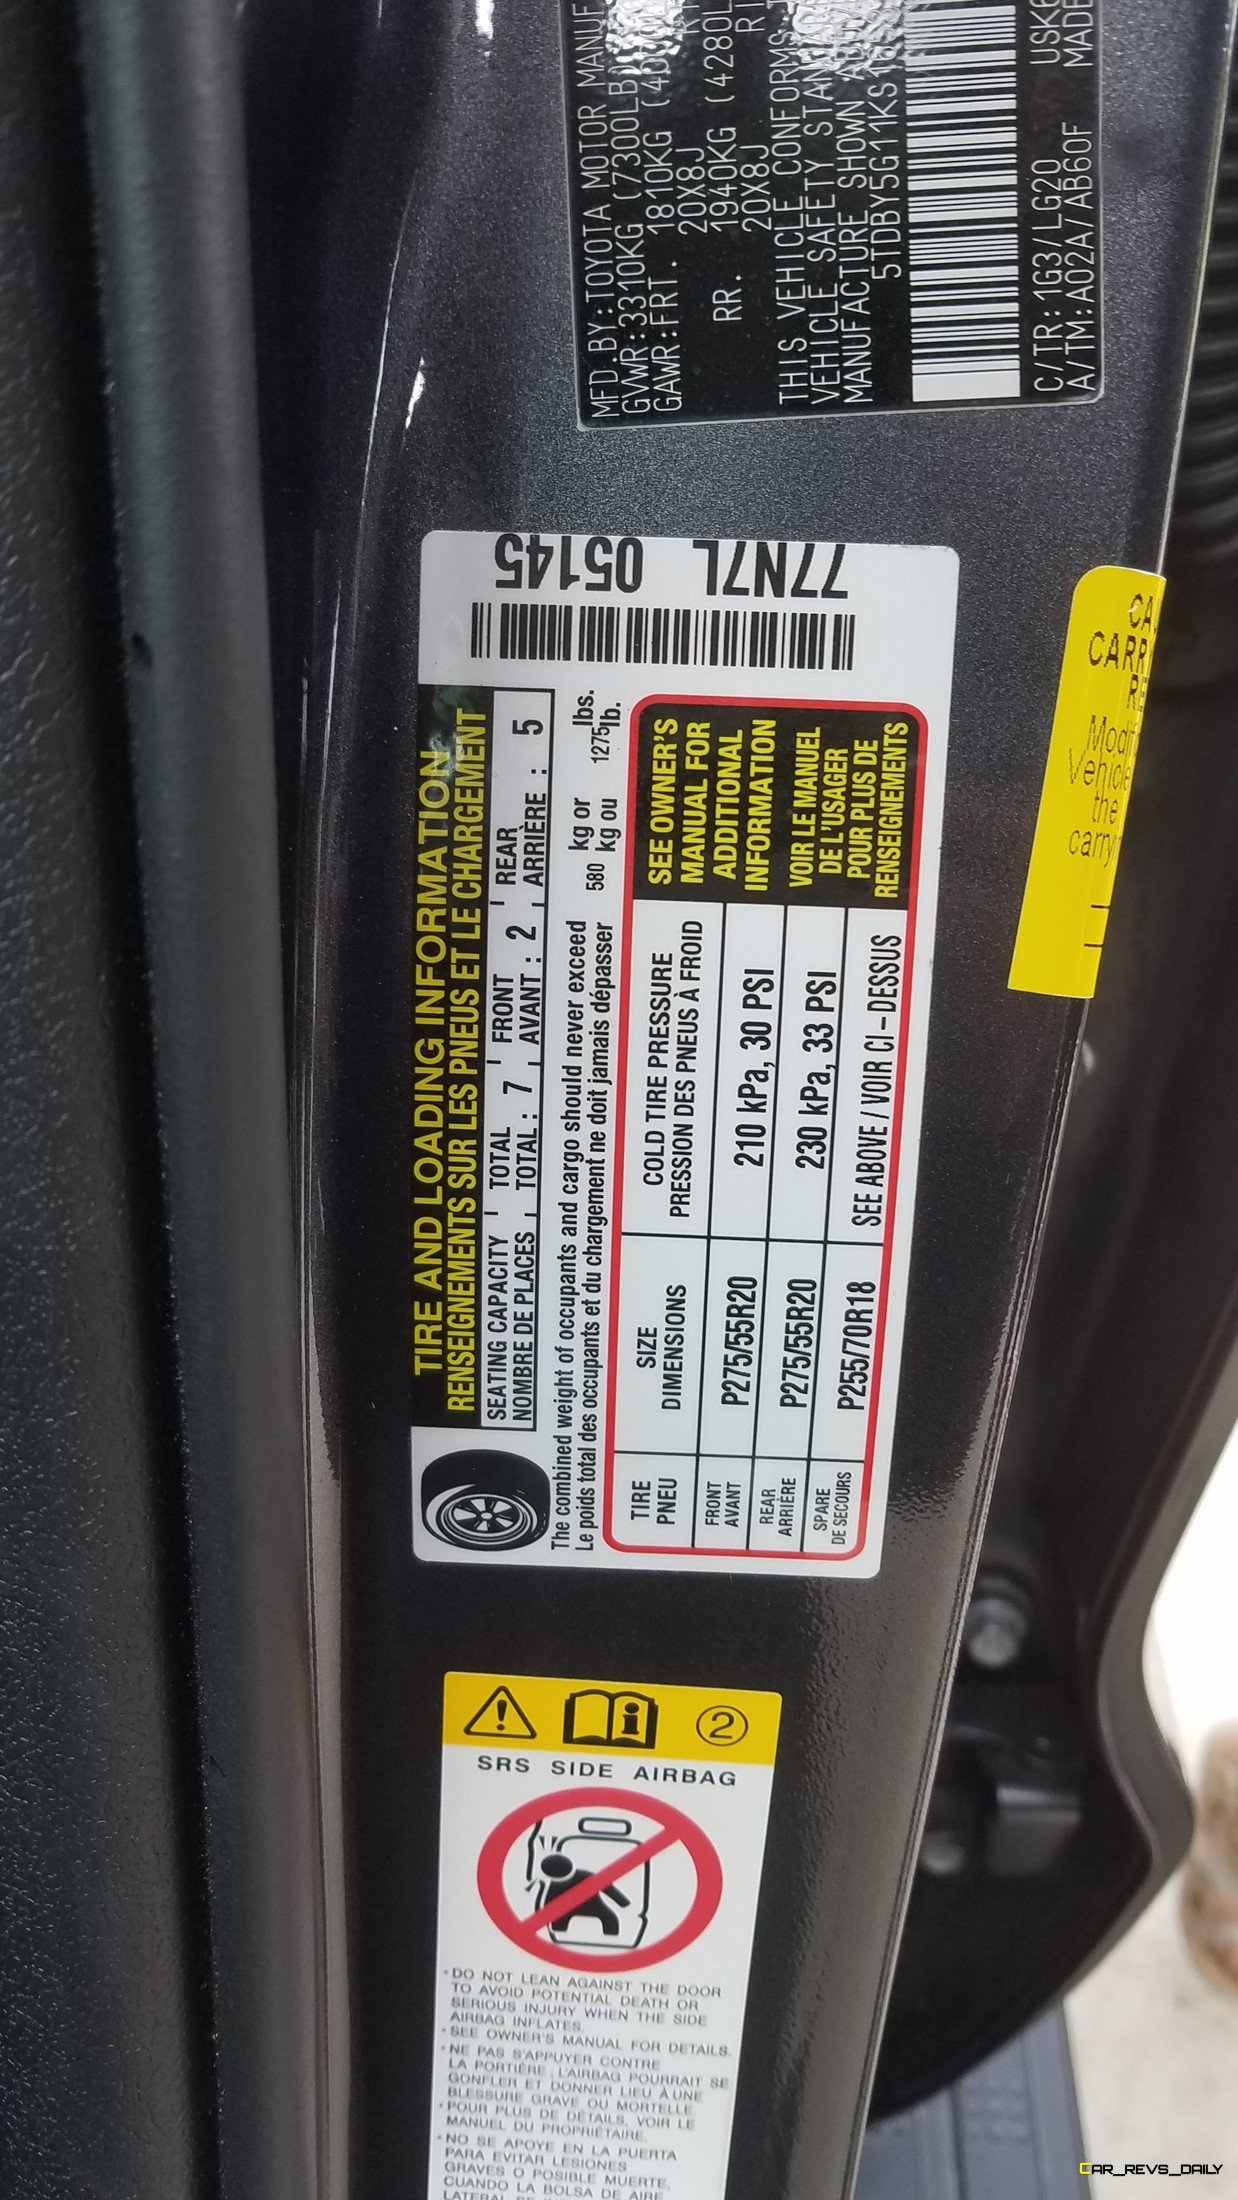 MFD.BY:TOYOTA MOTOR MANUF
GVWR:3310KG (7300LB)
GAWR:FRT. 1810KG
20X8J
RR. 1940KG (4280L
20X8J
THIS VEHICLE CONFORMS
VEHICLE SAFETY
MANUFACTURE SHOWN
5TDBY5G11KS
C/TR:1G3/LG20 USK6
A/TM:A02A/AB60F MADE
77N7L 05145
TIRE AND LOADING INFORMATION
RENSEIGNEMENTS SUR LES PNEUS ET LE CHARGEMENT
SEATING CAPACITY TOTAL FRONT REAR
NOMBRE DE PLACES TOTAL : 7 AVANT : 2 ARRIÈRE : 5
The combined weight of occupants and cargo should never exceed 580 kg or 1275 lbs.
Le poids total des occupants et du chargement ne doit jamais dépasser kg ou lb.
TIRE SIZE COLD TIRE PRESSURE
PNEU DIMENSIONS PRESSION DES PNEUS À FROID
FRONT
AVANT
P275/55R20 210 kPa, 30 PSI
REAR
ARRIÈRE
P275/55R20 230 kPa, 33 PSI
SPARE
DE SECOURS
P255/70R18 SEE ABOVE / VOIR CI-DESSUS
SEE OWNER'S
MANUAL FOR
ADDITIONAL
INFORMATION
VOIR LE MANUEL
DE L'USAGER
POUR PLUS DE
RENSEIGNEMENTS
the
2
SRS SIDE AIRBAG
•DO NOT LEAN AGAINST THE DOOR
TO AVOID POTENTIAL DEATH OR
SERIOUS INJURY WHEN THE SIDE
AIRBAG INFLATES.
•SEE OWNER'S MANUAL FOR DETAILS.
•NE PAS S'APPUYER CONTRE
LA PORTIÈRE. L'AIRBAG POURRAIT SE
GONFLER ET DONNER LIEU À UNE
BLESSURE GRAVE OU MORTELLE.
•POUR PLUS DE DÉTAILS, VOIR LE
MANUEL DU PROPRIÉTAIRE.
•NO SE APOYE EN LA PUERTA
PARA EVITAR LESIONES
GRAVES O POSIBLE MUERTE,
CUANDO LA BOLSA DE AIRE
LATERAL
CAR_REVS_DAILY